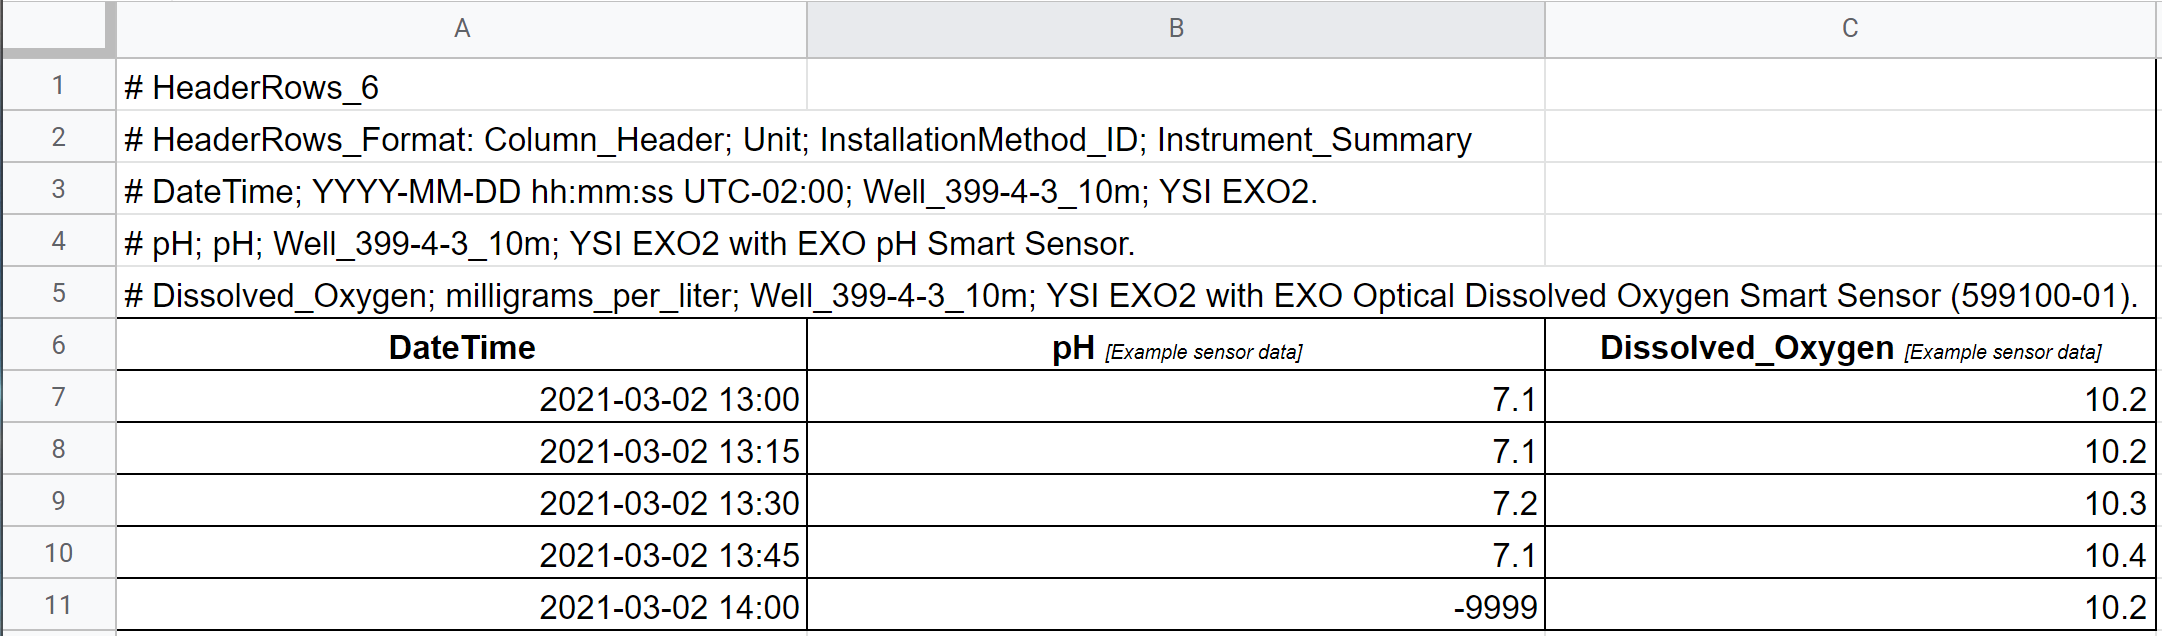 A B C
1 # HeaderRows_6
2 # HeaderRows_Format: Column_Header; Unit; InstallationMethod_ID; Instrument_Summary
3 # DateTime; YYYY-MM-DD hh:mm:ss UTC-02:00; Well_399-4-3_10m; YSI EXO2.
4 # pH; pH; Well_399-4-3_10m; YSI EXO2 with EXO pH Smart Sensor.
5 # Dissolved_Oxygen; milligrams_per_liter; Well_399-4-3_10m; YSI EXO2 with EXO Optical Dissolved Oxygen Smart Sensor (599100-01).
6 DateTime pH [Example sensor data] Dissolved_Oxygen [Example sensor data]
7 2021-03-02 13:00 7.1 10.2
8 2021-03-02 13:15 7.1 10.2
9 2021-03-02 13:30 7.2 10.3
10 2021-03-02 13:45 7.1 10.4
11 2021-03-02 14:00 -9999 10.2